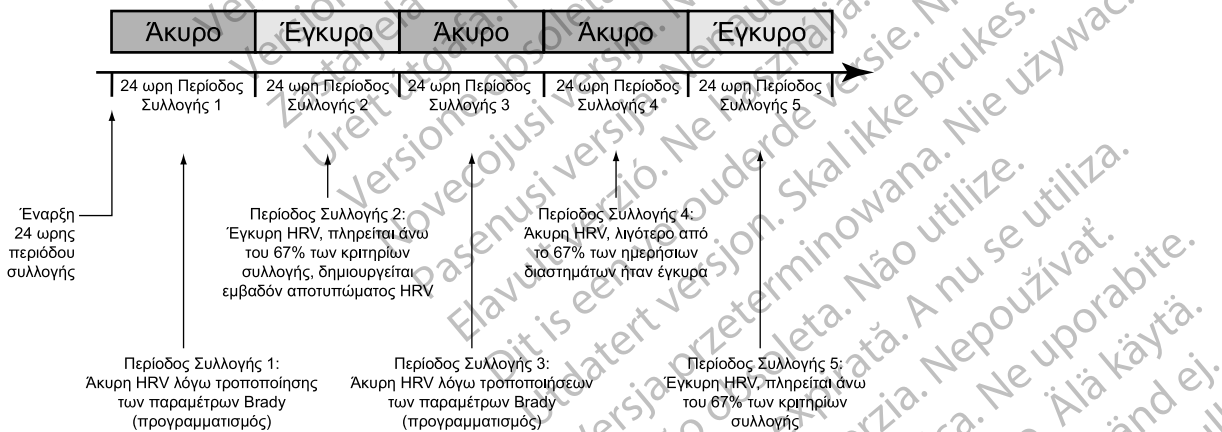 Άκυρο Έγκυρο Άκυρο Άκυρο Έγκυρο
24 ωρη Περίοδος Συλλογής 1
24 ωρη Περίοδος Συλλογής 2
24 ωρη Περίοδος Συλλογής 3
24 ωρη Περίοδος Συλλογής 4
24 ωρη Περίοδος Συλλογής 5
Έναρξη
24 ωρης
περιόδου
συλλογής
Περίοδος Συλλογής 2:
Έγκυρη HRV, πληρείται άνω
του 67% των κριτηρίων
συλλογής, δημιουργείται
εμβαδόν αποτυπώματος HRV
Περίοδος Συλλογής 4:
Άκυρη HRV, λιγότερο από
το 67% των ημερήσιων
διαστημάτων ήταν έγκυρα
Περίοδος Συλλογής 1:
Άκυρη HRV λόγω τροποποίησης
των παραμέτρων Brady
(προγραμματισμός)
Περίοδος Συλλογής 3:
Άκυρη HRV λόγω τροποποιήσεων
των παραμέτρων Brady
(προγραμματισμός)
Περίοδος Συλλογής 5:
Έγκυρη HRV, πληρείται άνω
του 67% των κριτηρίων
συλλογής